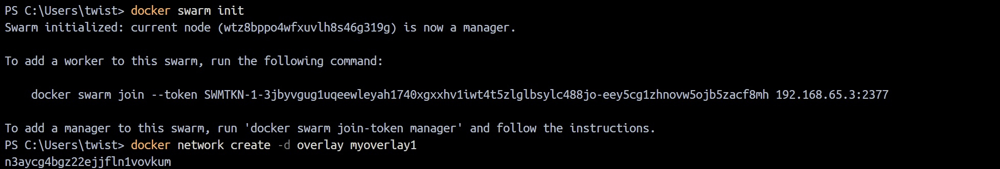 PS C:\Users\twist> docker swarm init
Swarm initialized: current node (wtz8bppo4wfxuvlh8s46g319g) is now a manager.
To add a worker to this swarm, run the following command:
docker swarm join --token SWMTKN-1-3jbyvgug1uqeewleyah1740xgxxhv1iwt4t5zlglbsylc488jo-eey5cg1zhnovw5ojb5zacf8mh 192.168.65.3:2377
To add a manager to this swarm, run 'docker swarm join-token manager' and follow the instructions.
PS C:\Users\twist> docker network create -d overlay myoverlay1
n3aycg4bgz22ejjfln1vovkum